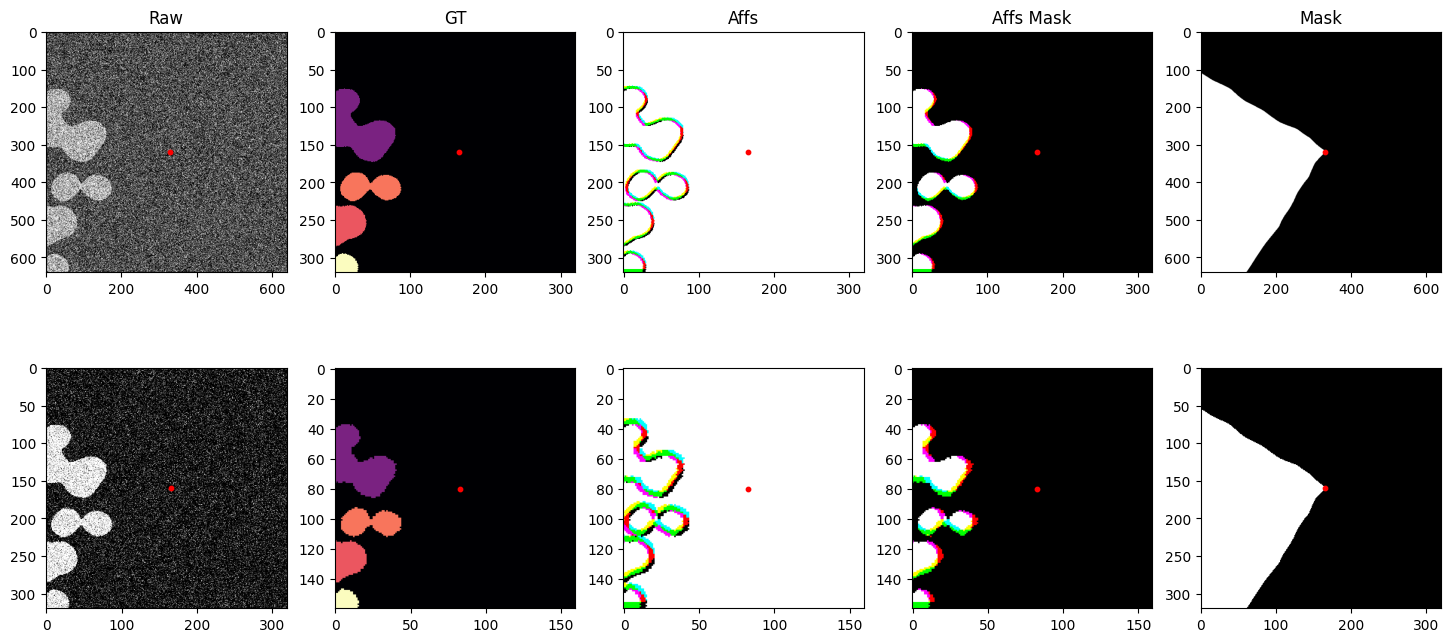 Raw GT Affs Affs Mask Mask
0 0 0 0 0
100 50 50 50 100
200 100 100 100 200
300 150 150 150 300
400 200 200 200 400
500 250 250 250 500
600 300 300 300 600
0 200 400 600 0 100 200 300 0 100 200 300 0 100 200 300 0 200 400 600
0 0 0 0 0
50 20 20 20 50
100 40 40 40 100
150 60 60 60 150
200 80 80 80 200
250 100 100 100 250
300 120 120 120 300
140 140 140
0 100 200 300 0 50 100 150 0 50 100 150 0 50 100 150 0 100 200 300